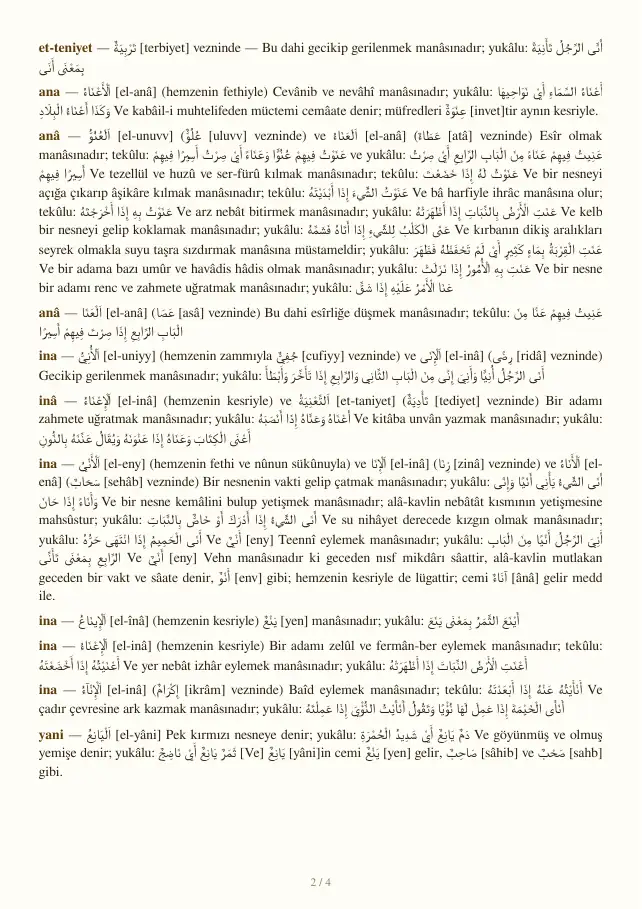 et-teniyet — تَرْبِيَةٌ [terbiyet] vezninde — Bu dahi gecikip gerilenmek manâsınadır; yukâlu: أَنَّى الرَّجُلُ تَأْنِيَةً
بِمَعْنَى أَنَى
ana — اَلْأَعْنَاءُ [el-anâ] (hemzenin fethiyle) Cevânib ve nevâhî manâsınadır; yukâlu: أَعْنَاءُ السَّمَاءِ أَيْ نَوَاحِيهَا
وَكَذَا أَعْنَاءُ الْبِلَادِ Ve kabâil-i muhtelifeden müctemi cemâate denir; müfredleri عِنْوَةٌ [invet]tir aynın kesriyle.
anâ — اَلْعُنُوُّ [el-unuvv] (عُلُوٌّ [uluvv] vezninde) ve اَلْعَنَاءُ [el-anâ] (عَطَاءٌ [atâ] vezninde) Esîr olmak
manâsınadır; tekûlu: عَنَوْتُ فِيهِمْ عُنُوًّا وَعَنَاءً أَيْ صِرْتُ أَسِيرًا فِيهِمْ ve yukâlu: عَنِيتُ فِيهِمْ عَنَاءً مِنَ الْبَابِ الرَّابِعِ أَيْ صِرْتُ
أَسِيرًا فِيهِمْ Ve tezellül ve huzû ve ser-fürû kılmak manâsınadır; tekûlu: عَنَوْتُ لَهُ إِذَا خَضَعْتَ Ve bir nesneyi
açığa çıkarıp âşikâre kılmak manâsınadır; tekûlu: عَنَوْتُ الشَّيْءَ إِذَا أَبْدَيْتَهُ Ve bâ harfiyle ihrâc manâsına olur;
tekûlu: عَنَوْتُ بِهِ إِذَا أَخْرَجْتَهُ Ve arz nebât bitirmek manâsınadır; yukâlu: عَنَتِ الْأَرْضُ بِالنَّبَاتِ إِذَا أَظْهَرَتْهُ Ve kelb
bir nesneyi gelip koklamak manâsınadır; yukâlu: عَنَى الْكَلْبُ لِلشَّيْءِ إِذَا أَتَاهُ فَشَمَّهُ Ve kırbanın dikiş aralıkları
seyrek olmakla suyu taşra sızdırmak manâsına müstameldir; yukâlu: عَنَتِ الْقِرْبَةُ بِمَاءٍ كَثِيرٍ أَيْ لَمْ تَحْفَظْهُ فَظَهَرَ
Ve bir adama bazı umûr ve havâdis hâdis olmak manâsınadır; yukâlu: عَنَتْ بِهِ الْأُمُورُ إِذَا نَزَلَتْ Ve bir nesne
bir adamı renc ve zahmete uğratmak manâsınadır; yukâlu: عَنَا الْأَمْرُ عَلَيْهِ إِذَا شَقَّ
anâ — اَلْعَنَا [el-anâ] (عَصَا [asâ] vezninde) Bu dahi esîrliğe düşmek manâsınadır; tekûlu: عَنِيتُ فِيهِمْ عَنًا مِنَ
الْبَابِ الرَّابِعِ إِذَا صِرْتَ فِيهِمْ أَسِيرًا
ina — اَلْأُنِيُّ [el-uniyy] (hemzenin zammıyla جُفِيٌّ [cufiyy] vezninde) ve اَلْإِنَى [el-inâ] (رِضًى [ridâ] vezninde)
Gecikip gerilenmek manâsınadır; yukâlu: أَنَى الرَّجُلُ أُنِيًّا وَأَنِيَ إِنًى مِنَ الْبَابِ الثَّانِي وَالرَّابِعِ إِذَا تَأَخَّرَ وَأَبْطَأَ
inâ — اَلْإِعْنَاءُ [el-inâ] (hemzenin kesriyle) ve اَلتَّعْنِيَةُ [et-taniyet] (تَأْدِيَةٌ [tediyet] vezninde) Bir adamı
zahmete uğratmak manâsınadır; yukâlu: أَعْنَاهُ وَعَنَّاهُ إِذَا أَنْصَبَهُ Ve kitâba unvân yazmak manâsınadır; yukâlu:
أَعْنَى الْكِتَابَ وَعَنَّاهُ إِذَا عَنْوَنَهُ وَيُقَالُ عَنَّنَهُ بِالنُّونِ
ina — اَلْأَنْيُ [el-eny] (hemzenin fethi ve nûnun sükûnuyla) ve اَلْإِنَا [el-inâ] (زِنَا [zinâ] vezninde) ve اَلْأَنَاءُ [el-
enâ] (سَحَابٌ [sehâb] vezninde) Bir nesnenin vakti gelip çatmak manâsınadır; yukâlu: أَنَى الشَّيْءُ يَأْنِي أَنْيًا وَإِنًى
وَأَنَاءً إِذَا حَانَ Ve bir nesne kemâlini bulup yetişmek manâsınadır; alâ-kavlin nebâtât kısmının yetişmesine
mahsûstur; yukâlu: أَنَى الشَّيْءُ إِذَا أَدْرَكَ أَوْ خَاصٌّ بِالنَّبَاتِ Ve su nihâyet derecede kızgın olmak manâsınadır;
yukâlu: أَنَى الْحَمِيمُ إِذَا انْتَهَى حَرُّهُ Ve أَنْيٌ [eny] Teennî eylemek manâsınadır; yukâlu: أَنِيَ الرَّجُلُ أَنْيًا مِنَ الْبَابِ
الرَّابِعِ بِمَعْنَى تَأَنَّى Ve أَنْيٌ [eny] Vehn manâsınadır ki geceden nısf mikdârı sâattir, alâ-kavlin mutlakan
geceden bir vakt ve sâate denir, أَنْوٌ [env] gibi; hemzenin kesriyle de lügattir; cemi آنَاءٌ [ânâ] gelir medd
ile.
ina — اَلْإِينَاعُ [el-înâ] (hemzenin kesriyle) يَنْعٌ [yen] manâsınadır; yukâlu: أَيْنَعَ الثَّمَرُ بِمَعْنَى يَنَعَ
ina — اَلْإِعْنَاءُ [el-inâ] (hemzenin kesriyle) Bir adamı zelûl ve fermân-ber eylemek manâsınadır; tekûlu:
أَعْنَيْتُهُ إِذَا أَخْضَعْتَهُ Ve yer nebât izhâr eylemek manâsınadır; yukâlu: أَعْنَتِ الْأَرْضُ النَّبَاتَ إِذَا أَظْهَرَتْهُ
ina — اَلْإِنْآءُ [el-inâ] (إِكْرَامٌ [ikrâm] vezninde) Baîd eylemek manâsınadır; tekûlu: أَنْأَيْتُهُ عَنْهُ إِذَا أَبْعَدْتَهُ Ve
çadır çevresine ark kazmak manâsınadır; yukâlu: أَنْأَى الْخَيْمَةَ إِذَا عَمِلَ لَهَا نُؤْيًا وَتَقُولُ أَنْأَيْتُ النُّؤْيَ إِذَا عَمِلْتَهُ
yani — اَلْيَانِعُ [el-yâni] Pek kırmızı nesneye denir; yukâlu: دَمٌ يَانِعٌ أَيْ شَدِيدُ الْحُمْرَةِ Ve göyünmüş ve olmuş
yemişe denir; yukâlu: ثَمَرٌ يَانِعٌ أَيْ نَاضِجٌ [Ve] يَانِعٌ [yâni]in cemi يَنْعٌ [yen] gelir, صَاحِبٌ [sâhib] ve صَحْبٌ [sahb]
gibi.
2 / 4